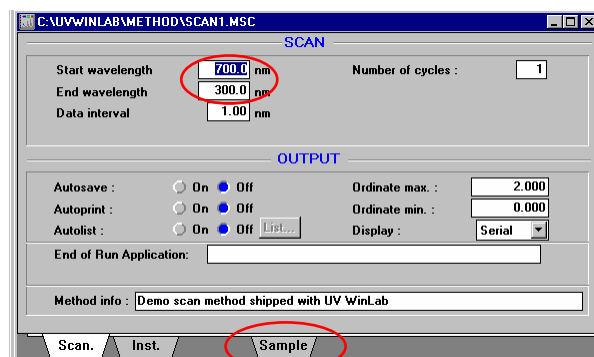 C:\UVWINLAB\METHOD\SCAN1.MSC
SCAN
Start wavelength 700.0 nm Number of cycles : 1
End wavelength 300.0 nm
Data interval 1.00 nm
OUTPUT
Autosave : On Off Ordinate max. : 2.000
Autoprint : On Off Ordinate min. : 0.000
Autolist : On Off List... Display : Serial
End of Run Application:
Method info : Demo scan method shipped with UV WinLab
Scan. Inst. Sample